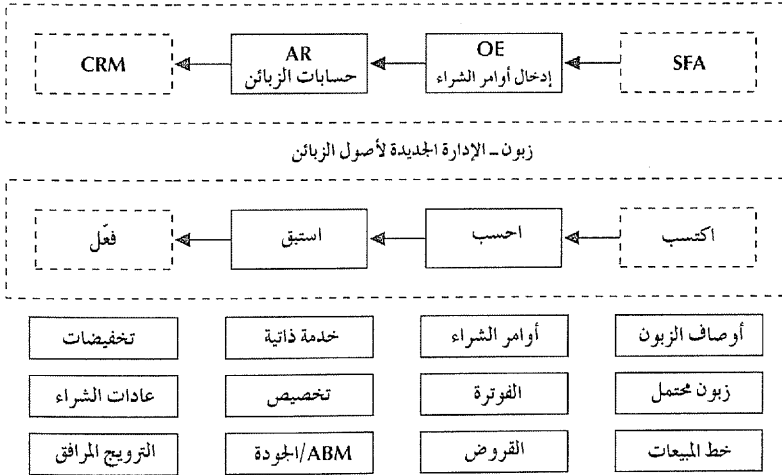 SFA
OE
إدخال أوامر الشراء
AR
حسابات الزبائن
CRM
زبون - الإدارة الجديدة لأصول الزبائن
اكتسب
احسب
استبق
فعّل
أوصاف الزبون
أوامر الشراء
خدمة ذاتية
تخفيضات
زبون محتمل
الفوترة
تخصيص
عادات الشراء
خط المبيعات
القروض
ABM/الجودة
الترويج المرافق